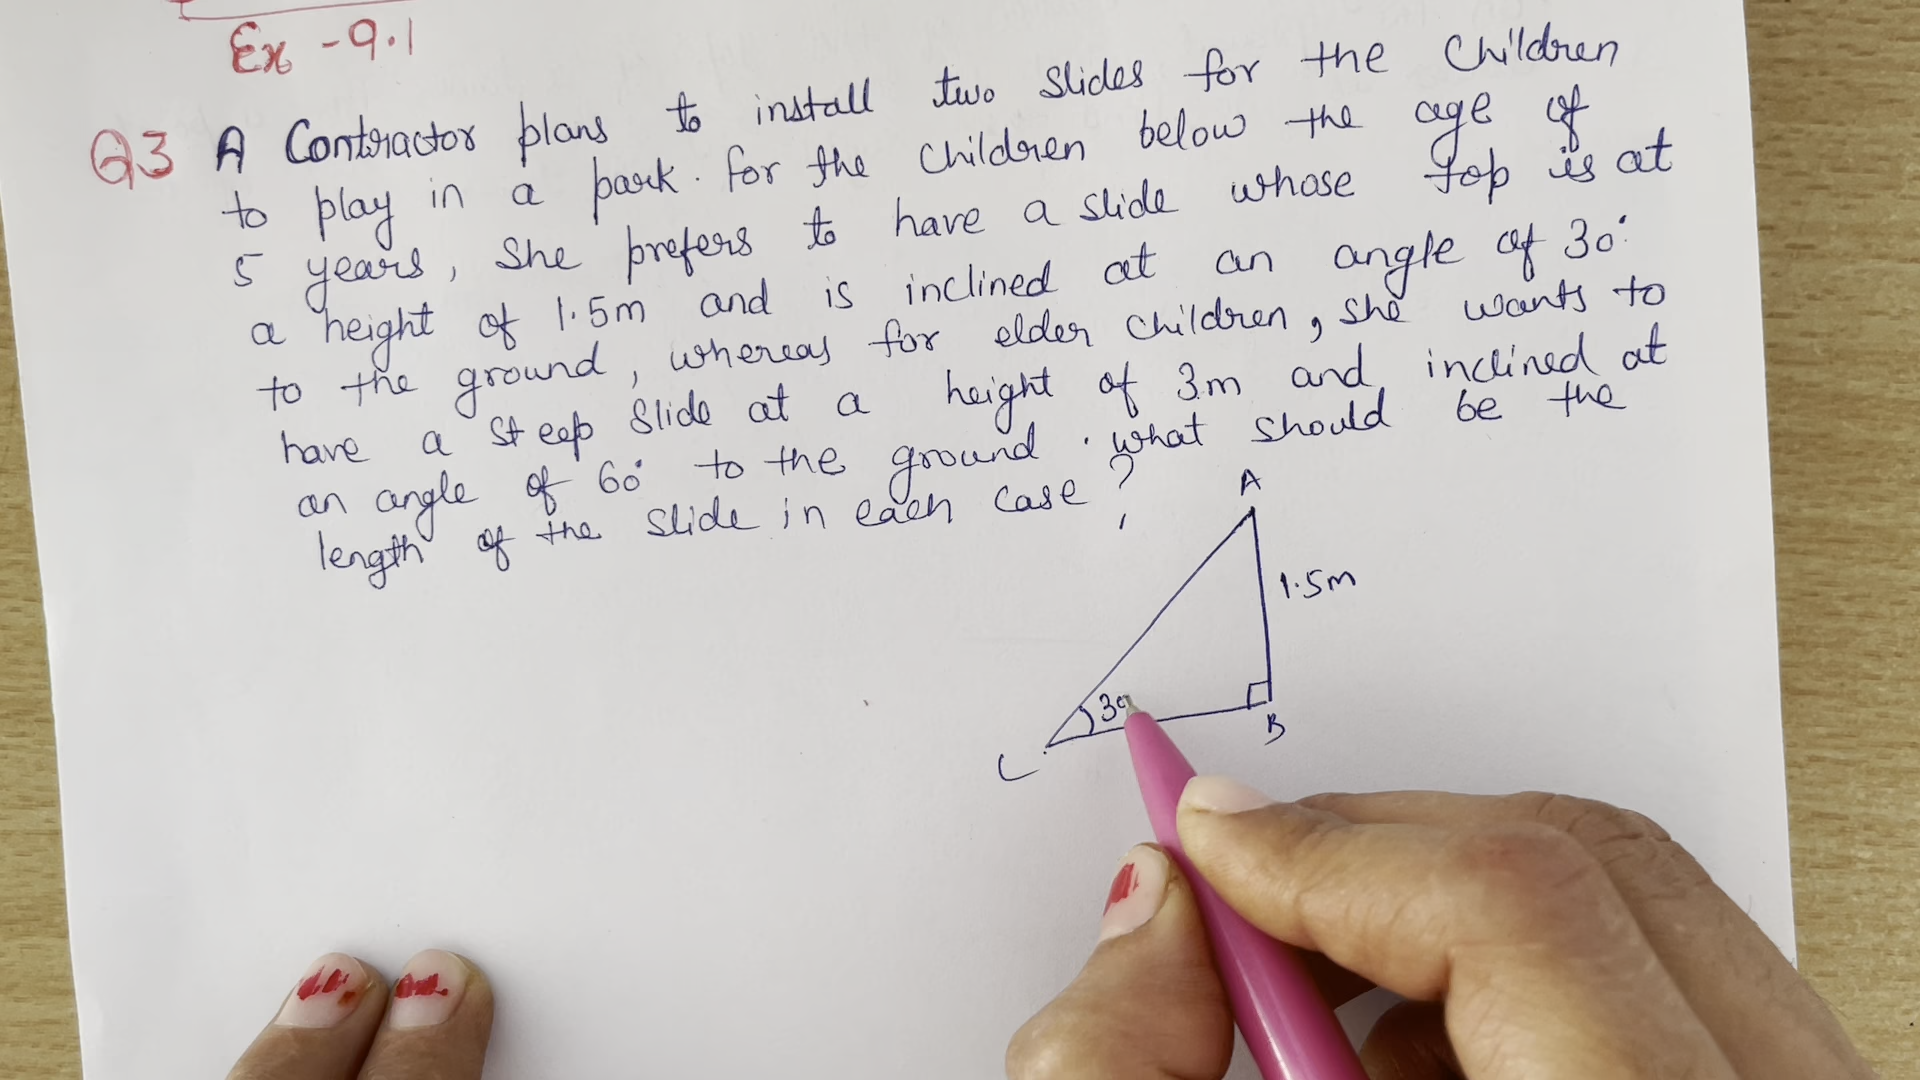 Ex - 9.1
Q3 A Contractor plans to install two slides for the children
to play in a park. for the children below the age of
5 years, she prefers to have a slide whose top is at
a height of 1.5m and is inclined at an angle of 30°
to the ground, whereas for elder children, she wants to
have a steep slide at a height of 3m and inclined at
an angle of 60° to the ground. what should be the
length of the slide in each case?
A
1.5m
30
B
C